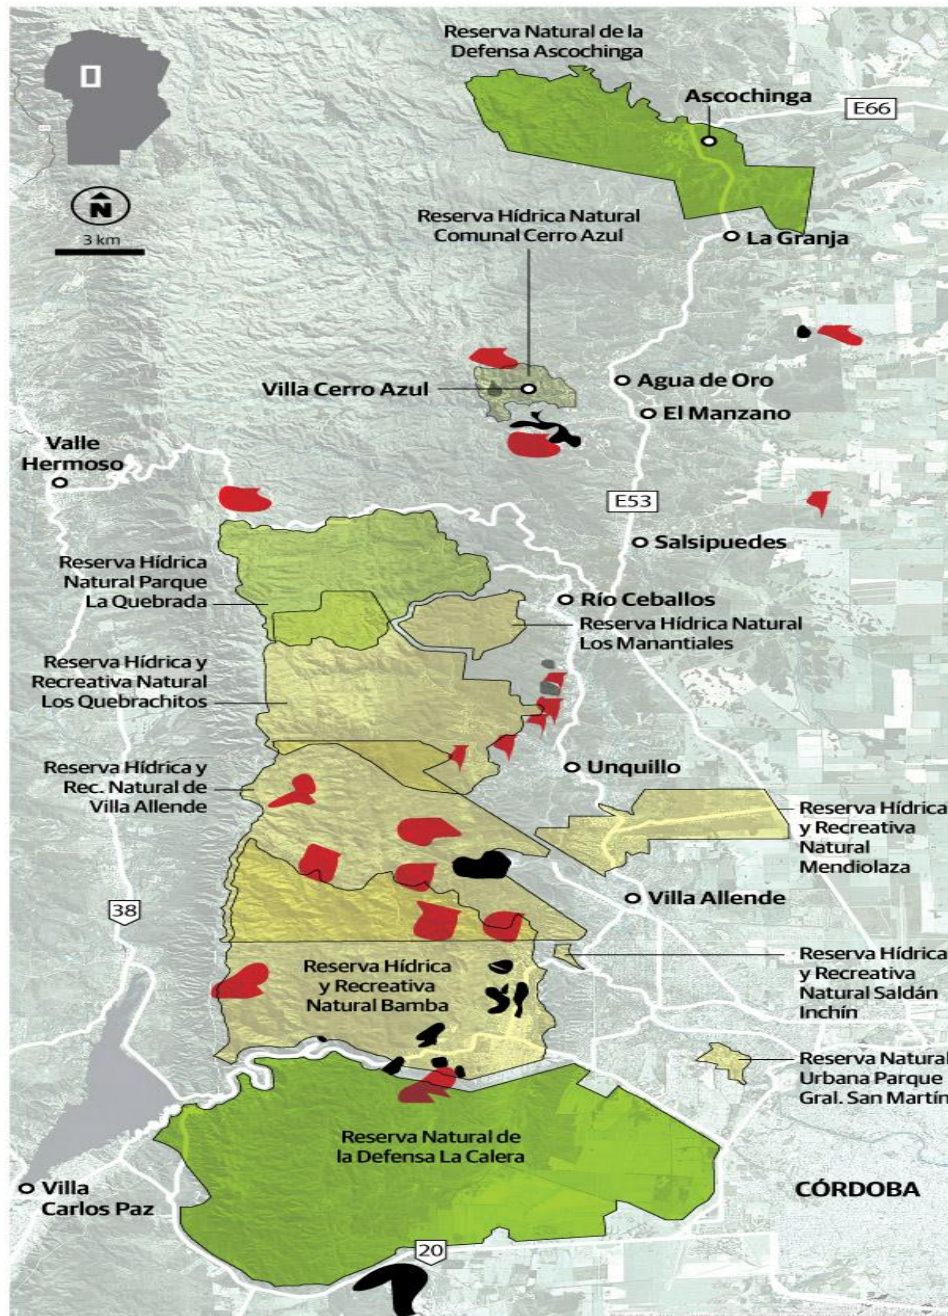 Reserva Natural de la
Defensa Ascochinga
Ascochinga
E66
N
3 km
Reserva Hídrica Natural
Comunal Cerro Azul
La Granja
Villa Cerro Azul
Agua de Oro
El Manzano
Valle
Hermoso
E53
Salsipuedes
Reserva Hídrica
Natural Parque
La Quebrada
Río Ceballos
Reserva Hídrica Natural
Los Manantiales
Reserva Hídrica y
Recreativa Natural
Los Quebrachitos
Reserva Hídrica y
Rec. Natural de
Villa Allende
Unquillo
Reserva Hídrica
y Recreativa
Natural
Mendiolaza
Villa Allende
38
Reserva Hídrica
y Recreativa
Natural Bamba
Reserva Hídrica
y Recreativa
Natural Saldán
Inchín
Reserva Natural
Urbana Parque
Gral. San Martín
Reserva Natural de
la Defensa La Calera
Villa
Carlos Paz
CÓRDOBA
20